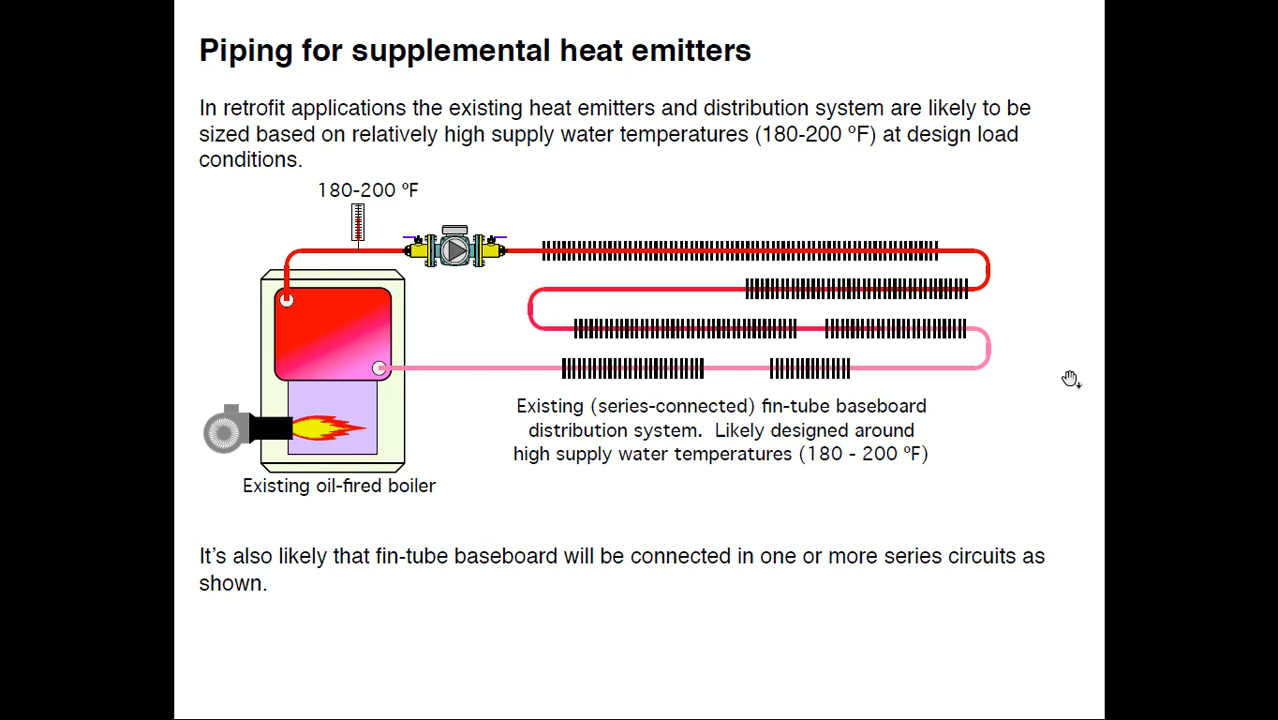 Piping for supplemental heat emitters
In retrofit applications the existing heat emitters and distribution system are likely to be
sized based on relatively high supply water temperatures (180-200 ºF) at design load
conditions.
180-200 ºF
Existing (series-connected) fin-tube baseboard
distribution system.  Likely designed around
high supply water temperatures (180 - 200 ºF)
Existing oil-fired boiler
It’s also likely that fin-tube baseboard will be connected in one or more series circuits as
shown.